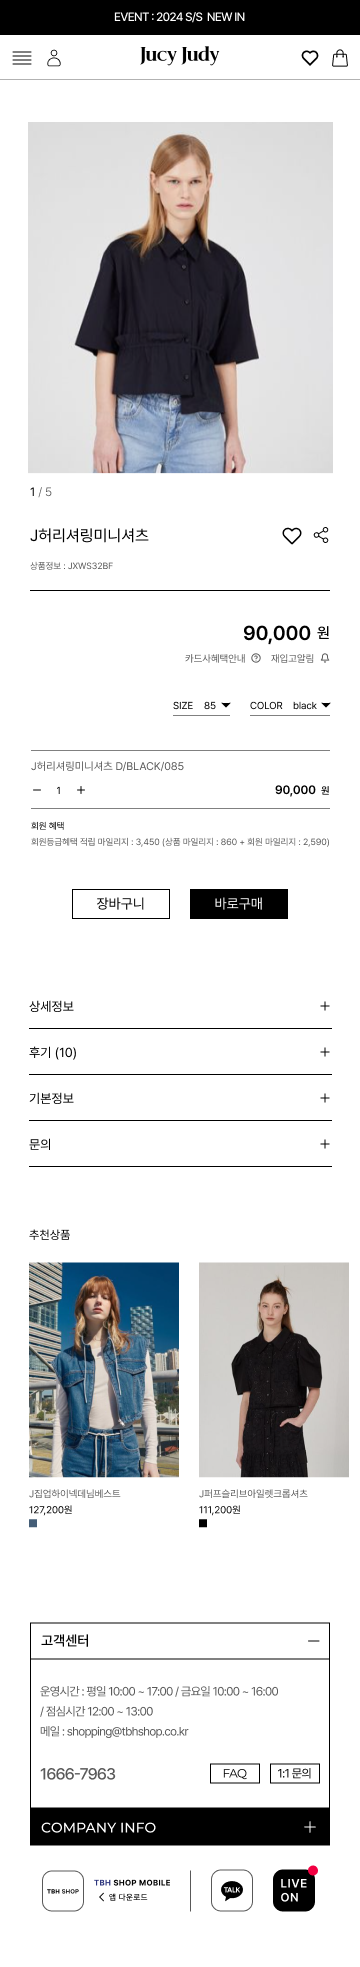 EVENT : 2024 S/S NEW IN
Jucy Judy
1 / 5
J허리셔링미니셔츠
상품정보 : JXWS32BF
90,000 원
카드사혜택안내 ? 재입고알림
SIZE 85 COLOR black
J허리셔링미니셔츠 D/BLACK/085
− 1 + 90,000 원
회원 혜택
회원등급혜택 적립 마일리지 : 3,450 (상품 마일리지 : 860 + 회원 마일리지 : 2,590)
장바구니 바로구매
상세정보 +
후기 (10) +
기본정보 +
문의 +
추천상품
J집업하이넥데님베스트
127,200원
J퍼프슬리브아일렛크롭셔츠
111,200원
고객센터 −
운영시간 : 평일 10:00 ~ 17:00 / 금요일 10:00 ~ 16:00
/ 점심시간 12:00 ~ 13:00
메일 : shopping@tbhshop.co.kr
1666-7963 FAQ 1:1 문의
COMPANY INFO +
TBH SHOP
TBH SHOP MOBILE
앱 다운로드
TALK
LIVE
ON